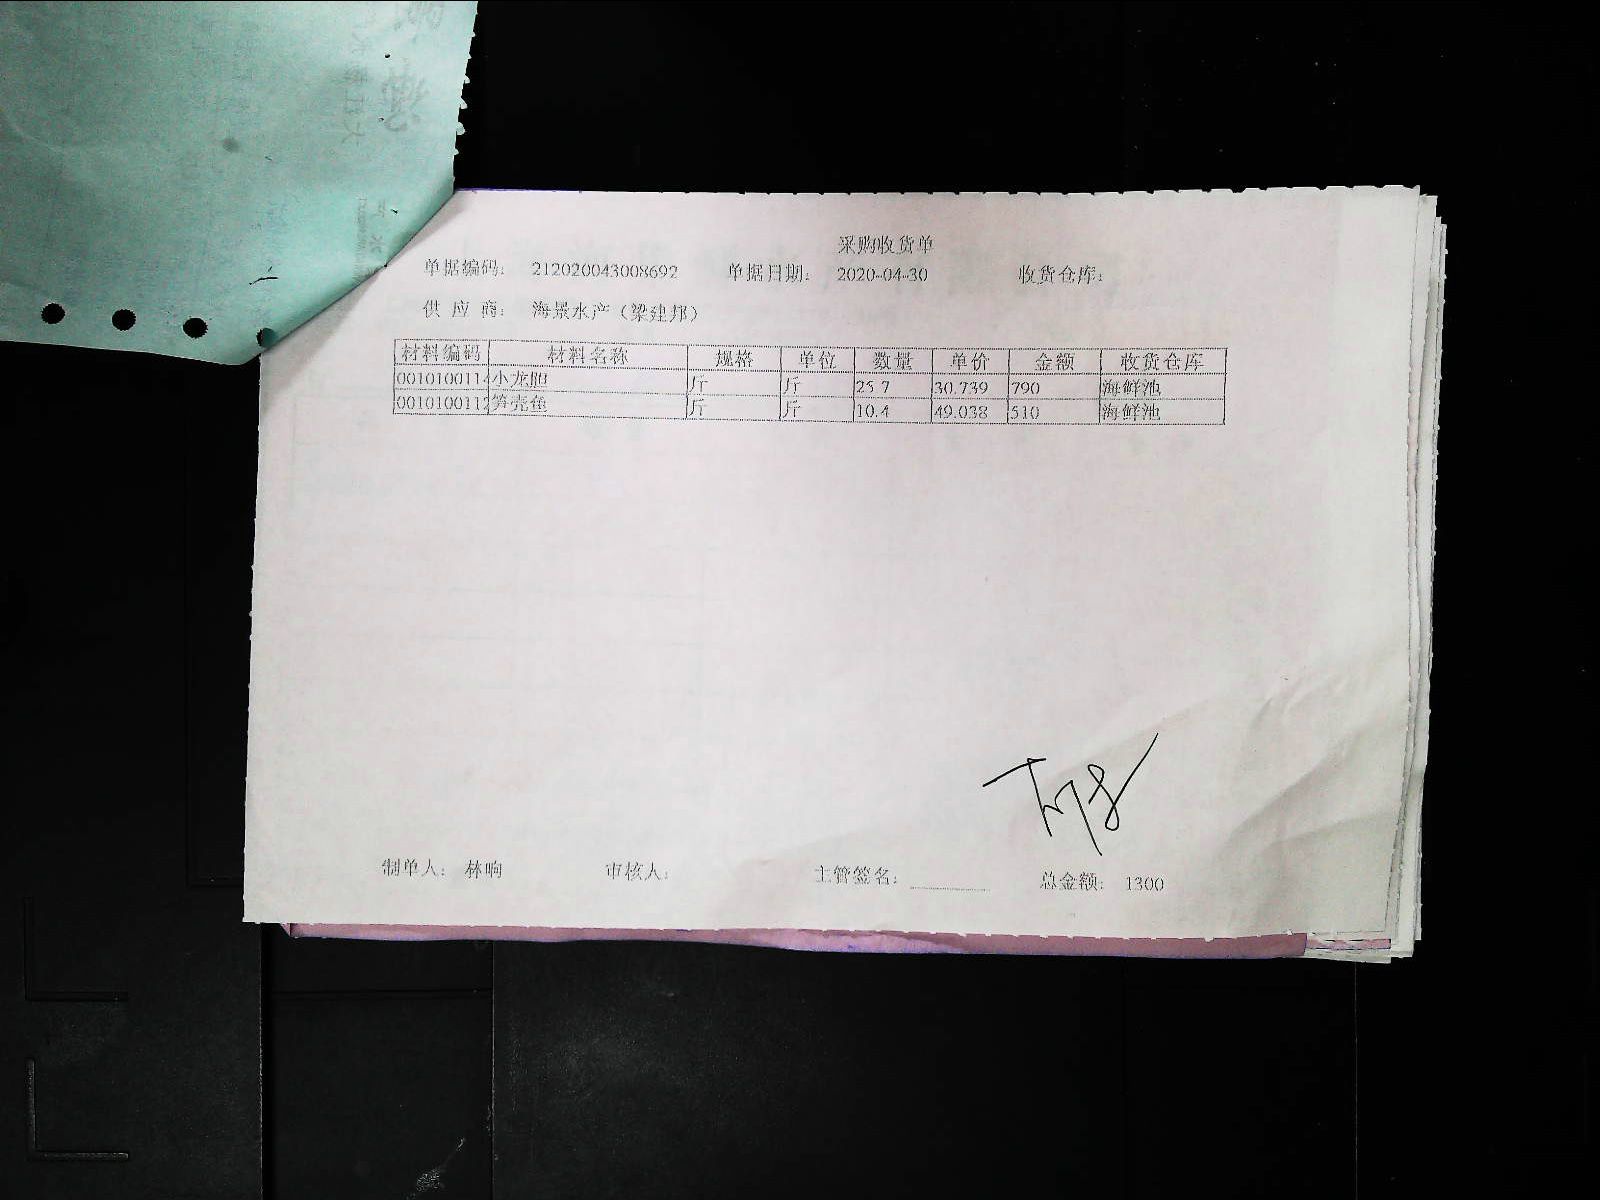 采购收货单
单据编码: 212020043008692 单据日期: 2020-04-30 收货仓库:
供 应 商: 海景水产（梁建邦）
材料编码 材料名称 规格 单位 数量 单价 金额 收货仓库
0010100114 小龙胆 斤 斤 25.7 30.739 790 海鲜池
0010100112 笋壳鱼 斤 斤 10.4 49.038 510 海鲜池
制单人: 林响 审核人: 主管签名: 总金额: 1300